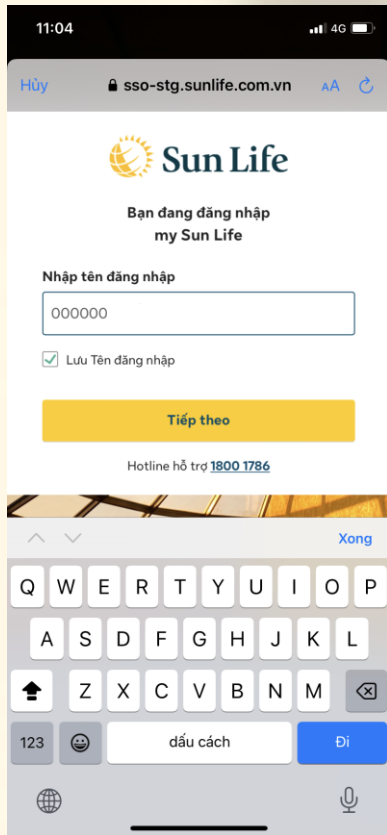 11:04
4G
Hủy
sso-stg.sunlife.com.vn
AA
Sun Life
Bạn đang đăng nhập
my Sun Life
Nhập tên đăng nhập
000000
Lưu Tên đăng nhập
Tiếp theo
Hotline hỗ trợ 1800 1786
Xong
Q W E R T Y U I O P
A S D F G H J K L
Z X C V B N M
123
dấu cách
Đi